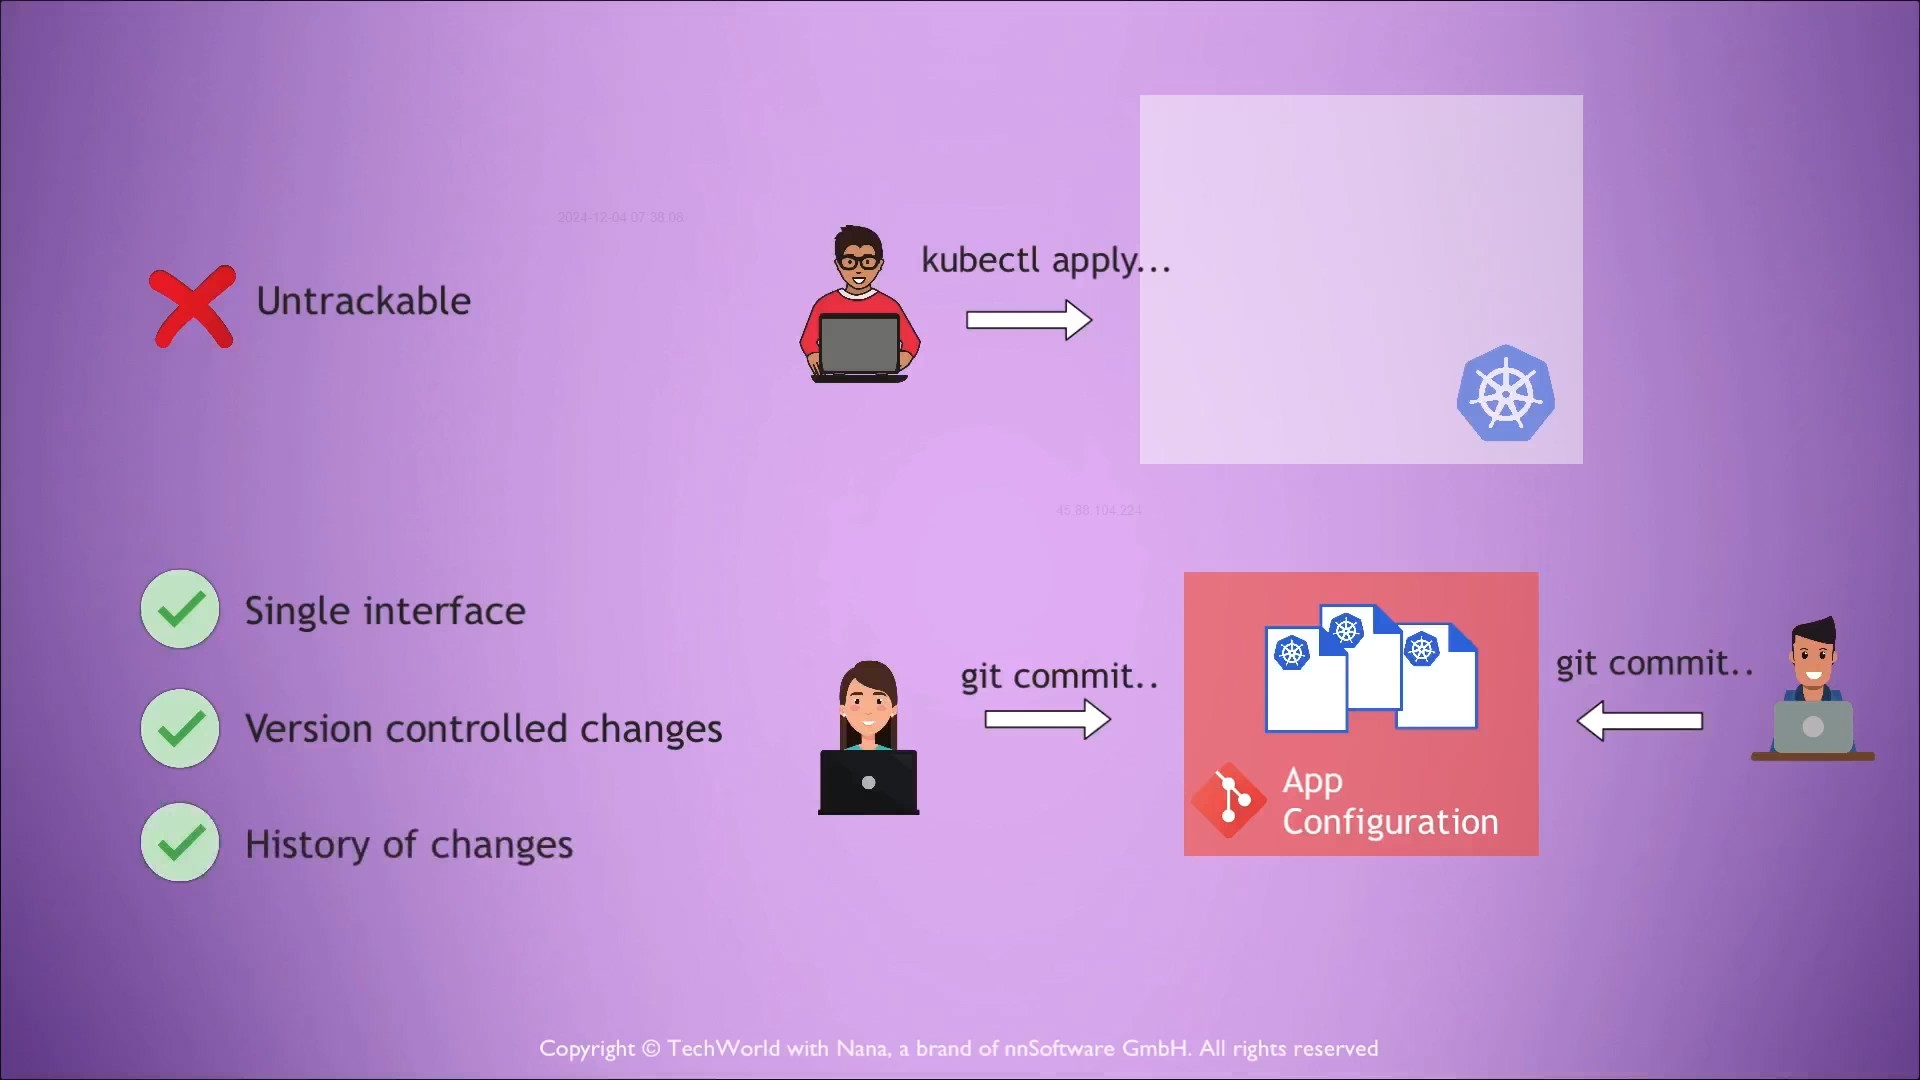 2024-12-04 07:38:08
kubectl apply...
Untrackable
45.86.104.224
Single interface
git commit..
git commit..
Version controlled changes
App
Configuration
History of changes
Copyright © TechWorld with Nana, a brand of nnSoftware GmbH. All rights reserved